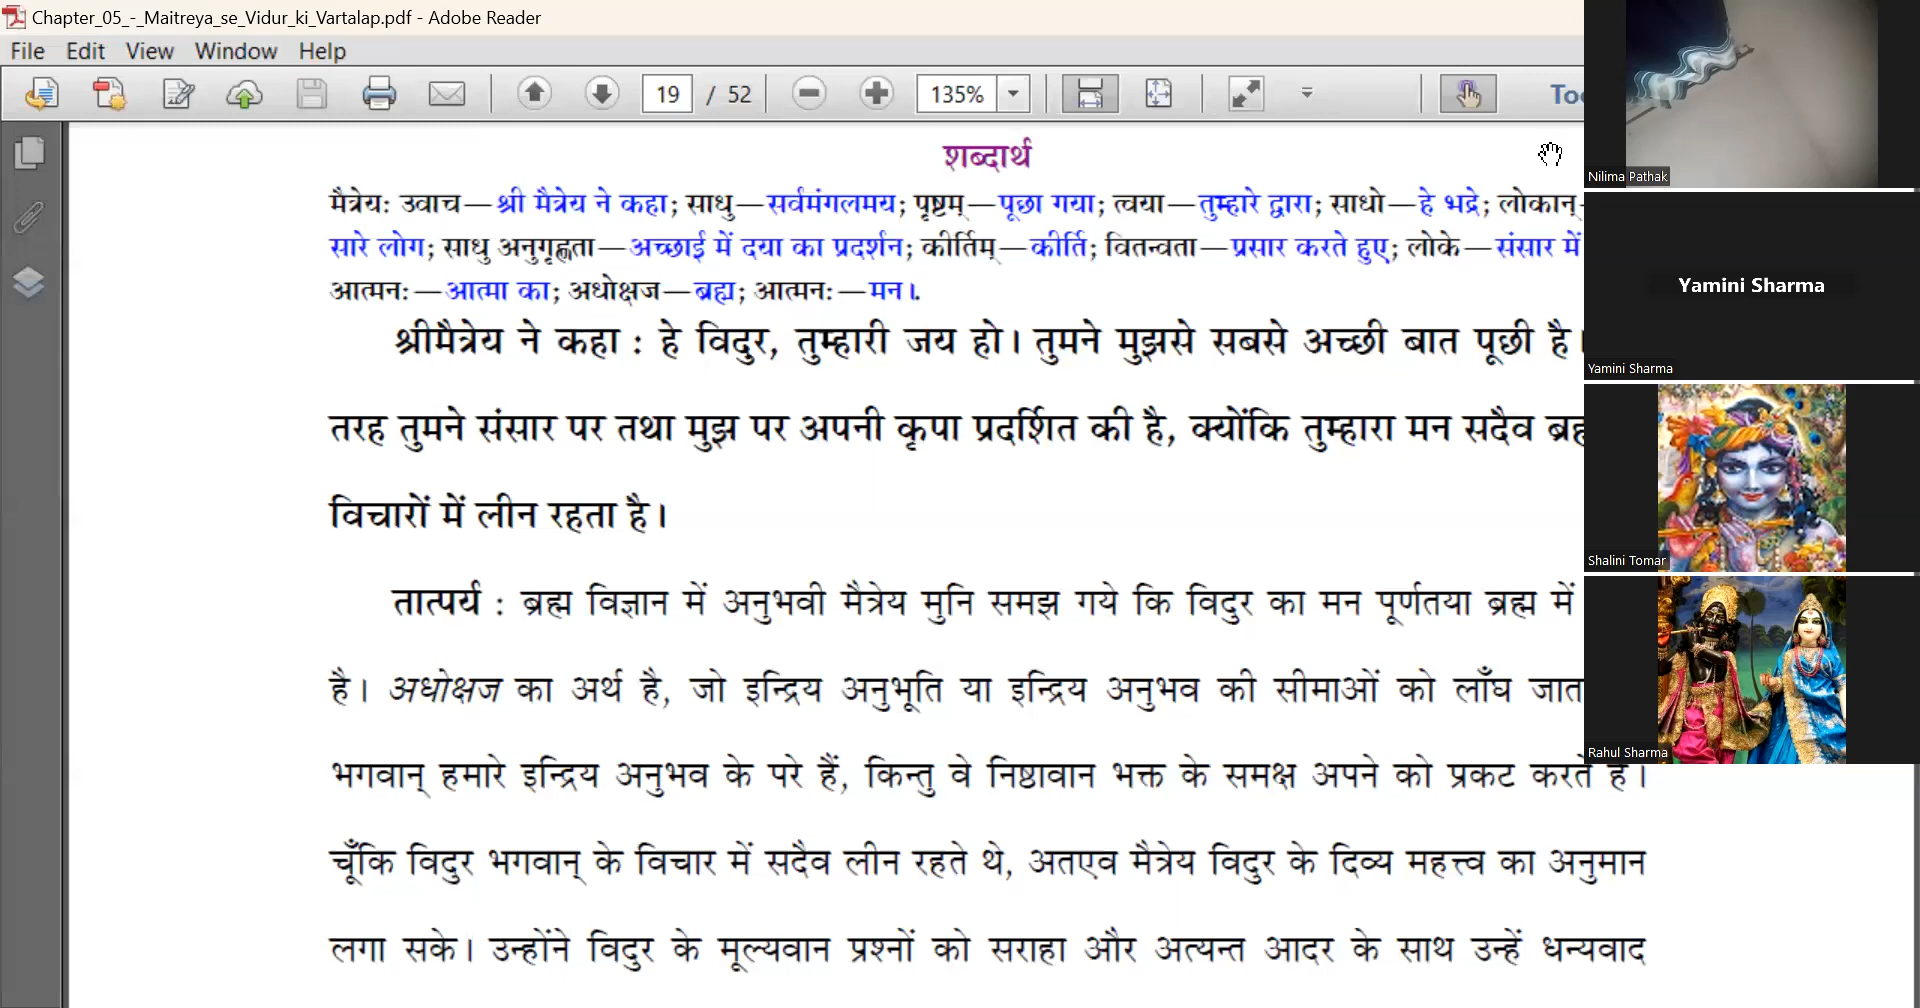 Chapter_05_-_Maitreya_se_Vidur_ki_Vartalap.pdf - Adobe Reader
File Edit View Window Help
19 / 52 135%
शब्दार्थ
मैत्रेयः उवाच—श्री मैत्रेय ने कहा; साधु—सर्वमंगलमय; पृष्टम्—पूछा गया; त्वया—तुम्हारे द्वारा; साधो—हे भद्रे; लोकान्-
सारे लोग; साधु अनुगृह्णता—अच्छाई में दया का प्रदर्शन; कीर्तिम्—कीर्ति; वितन्वता—प्रसार करते हुए; लोके—संसार में
आत्मनः—आत्मा का; अधोक्षज—ब्रह्म; आत्मनः—मन।.
श्रीमैत्रेय ने कहा : हे विदुर, तुम्हारी जय हो। तुमने मुझसे सबसे अच्छी बात पूछी है।
तरह तुमने संसार पर तथा मुझ पर अपनी कृपा प्रदर्शित की है, क्योंकि तुम्हारा मन सदैव
विचारों में लीन रहता है।
तात्पर्य : ब्रह्म विज्ञान में अनुभवी मैत्रेय मुनि समझ गये कि विदुर का मन पूर्णतया ब्रह्म में
है। अधोक्षज का अर्थ है, जो इन्द्रिय अनुभूति या इन्द्रिय अनुभव की सीमाओं को लाँघ जात
भगवान् हमारे इन्द्रिय अनुभव के परे हैं, किन्तु वे निष्ठावान भक्त के समक्ष अपने को प्रकट करते हैं।
चूँकि विदुर भगवान् के विचार में सदैव लीन रहते थे, अतएव मैत्रेय विदुर के दिव्य महत्त्व का अनुमान
लगा सके। उन्होंने विदुर के मूल्यवान प्रश्नों को सराहा और अत्यन्त आदर के साथ उन्हें धन्यवाद
Nilima Pathak
Yamini Sharma
Yamini Sharma
Shalini Tomar
Rahul Sharma